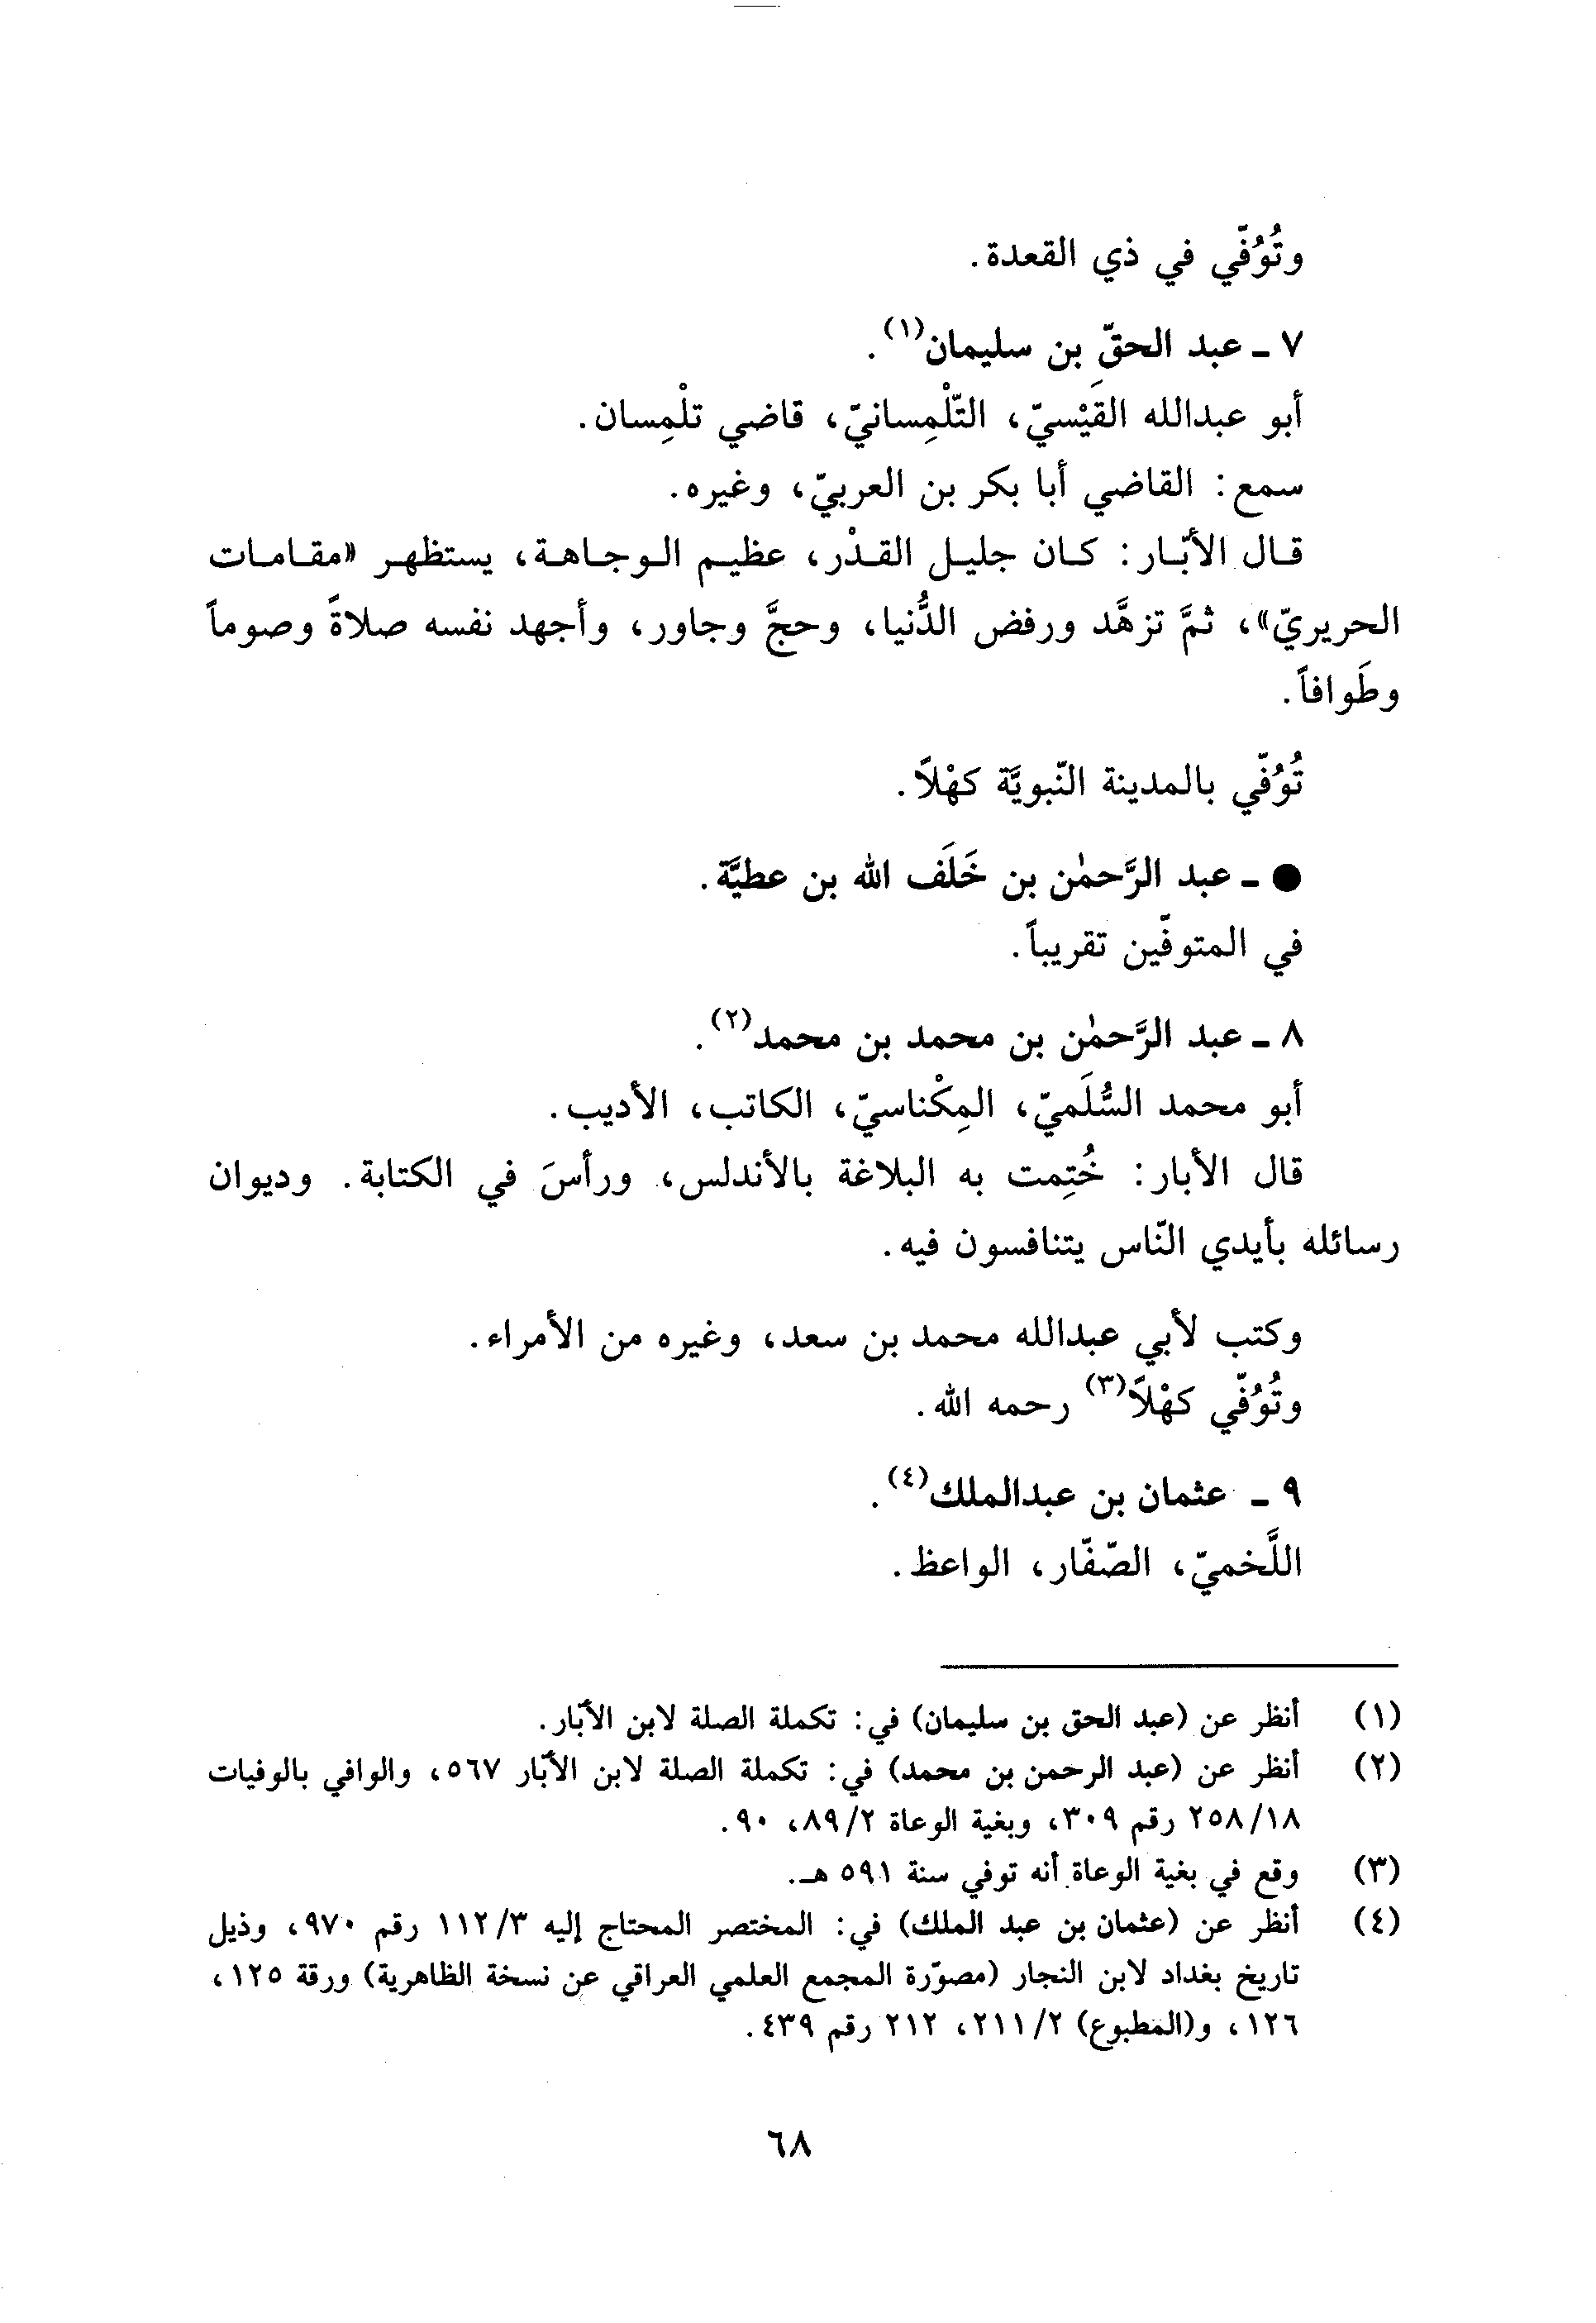 وتُوُفّي في ذي القعدة.
٧ ـ عبد الحقّ بن سليمان(١).
أبو عبدالله القَيْسيّ، التّلْمِسانيّ، قاضي تلْمِسان.
سمع: القاضي أبا بكر بن العربيّ، وغيره.
قال الأبّار: كان جليل القدْر، عظيم الوجاهة، يستظهر «مقامات
الحريريّ»، ثمَّ تزهَّد ورفض الدُّنيا، وحجَّ وجاور، وأجهد نفسه صلاةً وصوماً
وطَوافاً.
تُوُفّي بالمدينة النّبويَّة كهْلاً.
● ـ عبد الرَّحمٰن بن خَلَف الله بن عطيَّة.
في المتوفّين تقريباً.
٨ ـ عبد الرَّحمٰن بن محمد بن محمد(٢).
أبو محمد السُّلَميّ، المِكْناسيّ، الكاتب، الأديب.
قال الأبار: خُتِمت به البلاغة بالأندلس، ورأسَ في الكتابة. وديوان
رسائله بأيدي النّاس يتنافسون فيه.
وكتب لأبي عبدالله محمد بن سعد، وغيره من الأمراء.
وتُوُفّي كهْلاً(٣) رحمه الله.
٩ ـ عثمان بن عبدالملك(٤).
اللَّخميّ، الصّفّار، الواعظ.
(١) أنظر عن (عبد الحق بن سليمان) في: تكملة الصلة لابن الأبّار.
(٢) أنظر عن (عبد الرحمن بن محمد) في: تكملة الصلة لابن الأبّار ٥٦٧، والوافي بالوفيات
٢٥٨/١٨ رقم ٣٠٩، وبغية الوعاة ٨٩/٢، ٩٠.
(٣) وقع في بغية الوعاة أنه توفي سنة ٥٩١ هـ.
(٤) أنظر عن (عثمان بن عبد الملك) في: المختصر المحتاج إليه ١١٢/٣ رقم ٩٧٠، وذيل
تاريخ بغداد لابن النجار (مصوّرة المجمع العلمي العراقي عن نسخة الظاهرية) ورقة ١٢٥،
١٢٦، و(المطبوع) ٢١١/٢، ٢١٢ رقم ٤٣٩.
٦٨